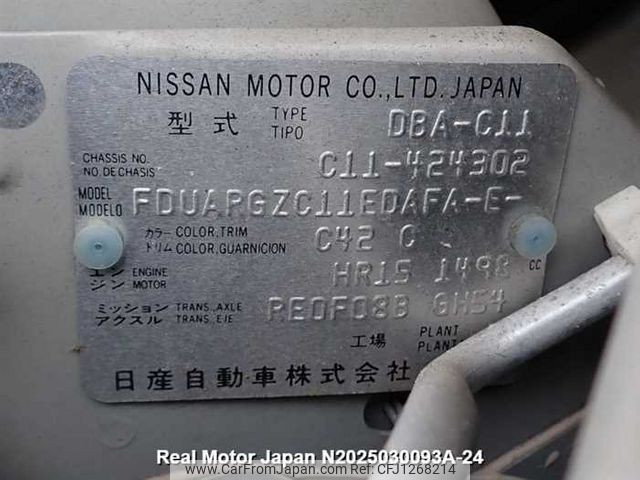 NISSAN MOTOR CO.,LTD. JAPAN
型式 TYPE TIPO DBA-C11
CHASSIS NO. NO DE CHASIS C11-424302
MODEL MODELO FDUARGZC11EDAFA-E-
カラー トリム COLOR,TRIM COLOR,GUARNICION C42 C
エンジン ENGINE MOTOR HR15 1498 CC
ミッション アクスル TRANS.,AXLE TRANS.,EJE RE0F08B GH54
工場 PLANT PLANT
日産自動車株式会社
Real Motor Japan N2025030093A-24
www.CarFromJapan.com - CFJ1268214